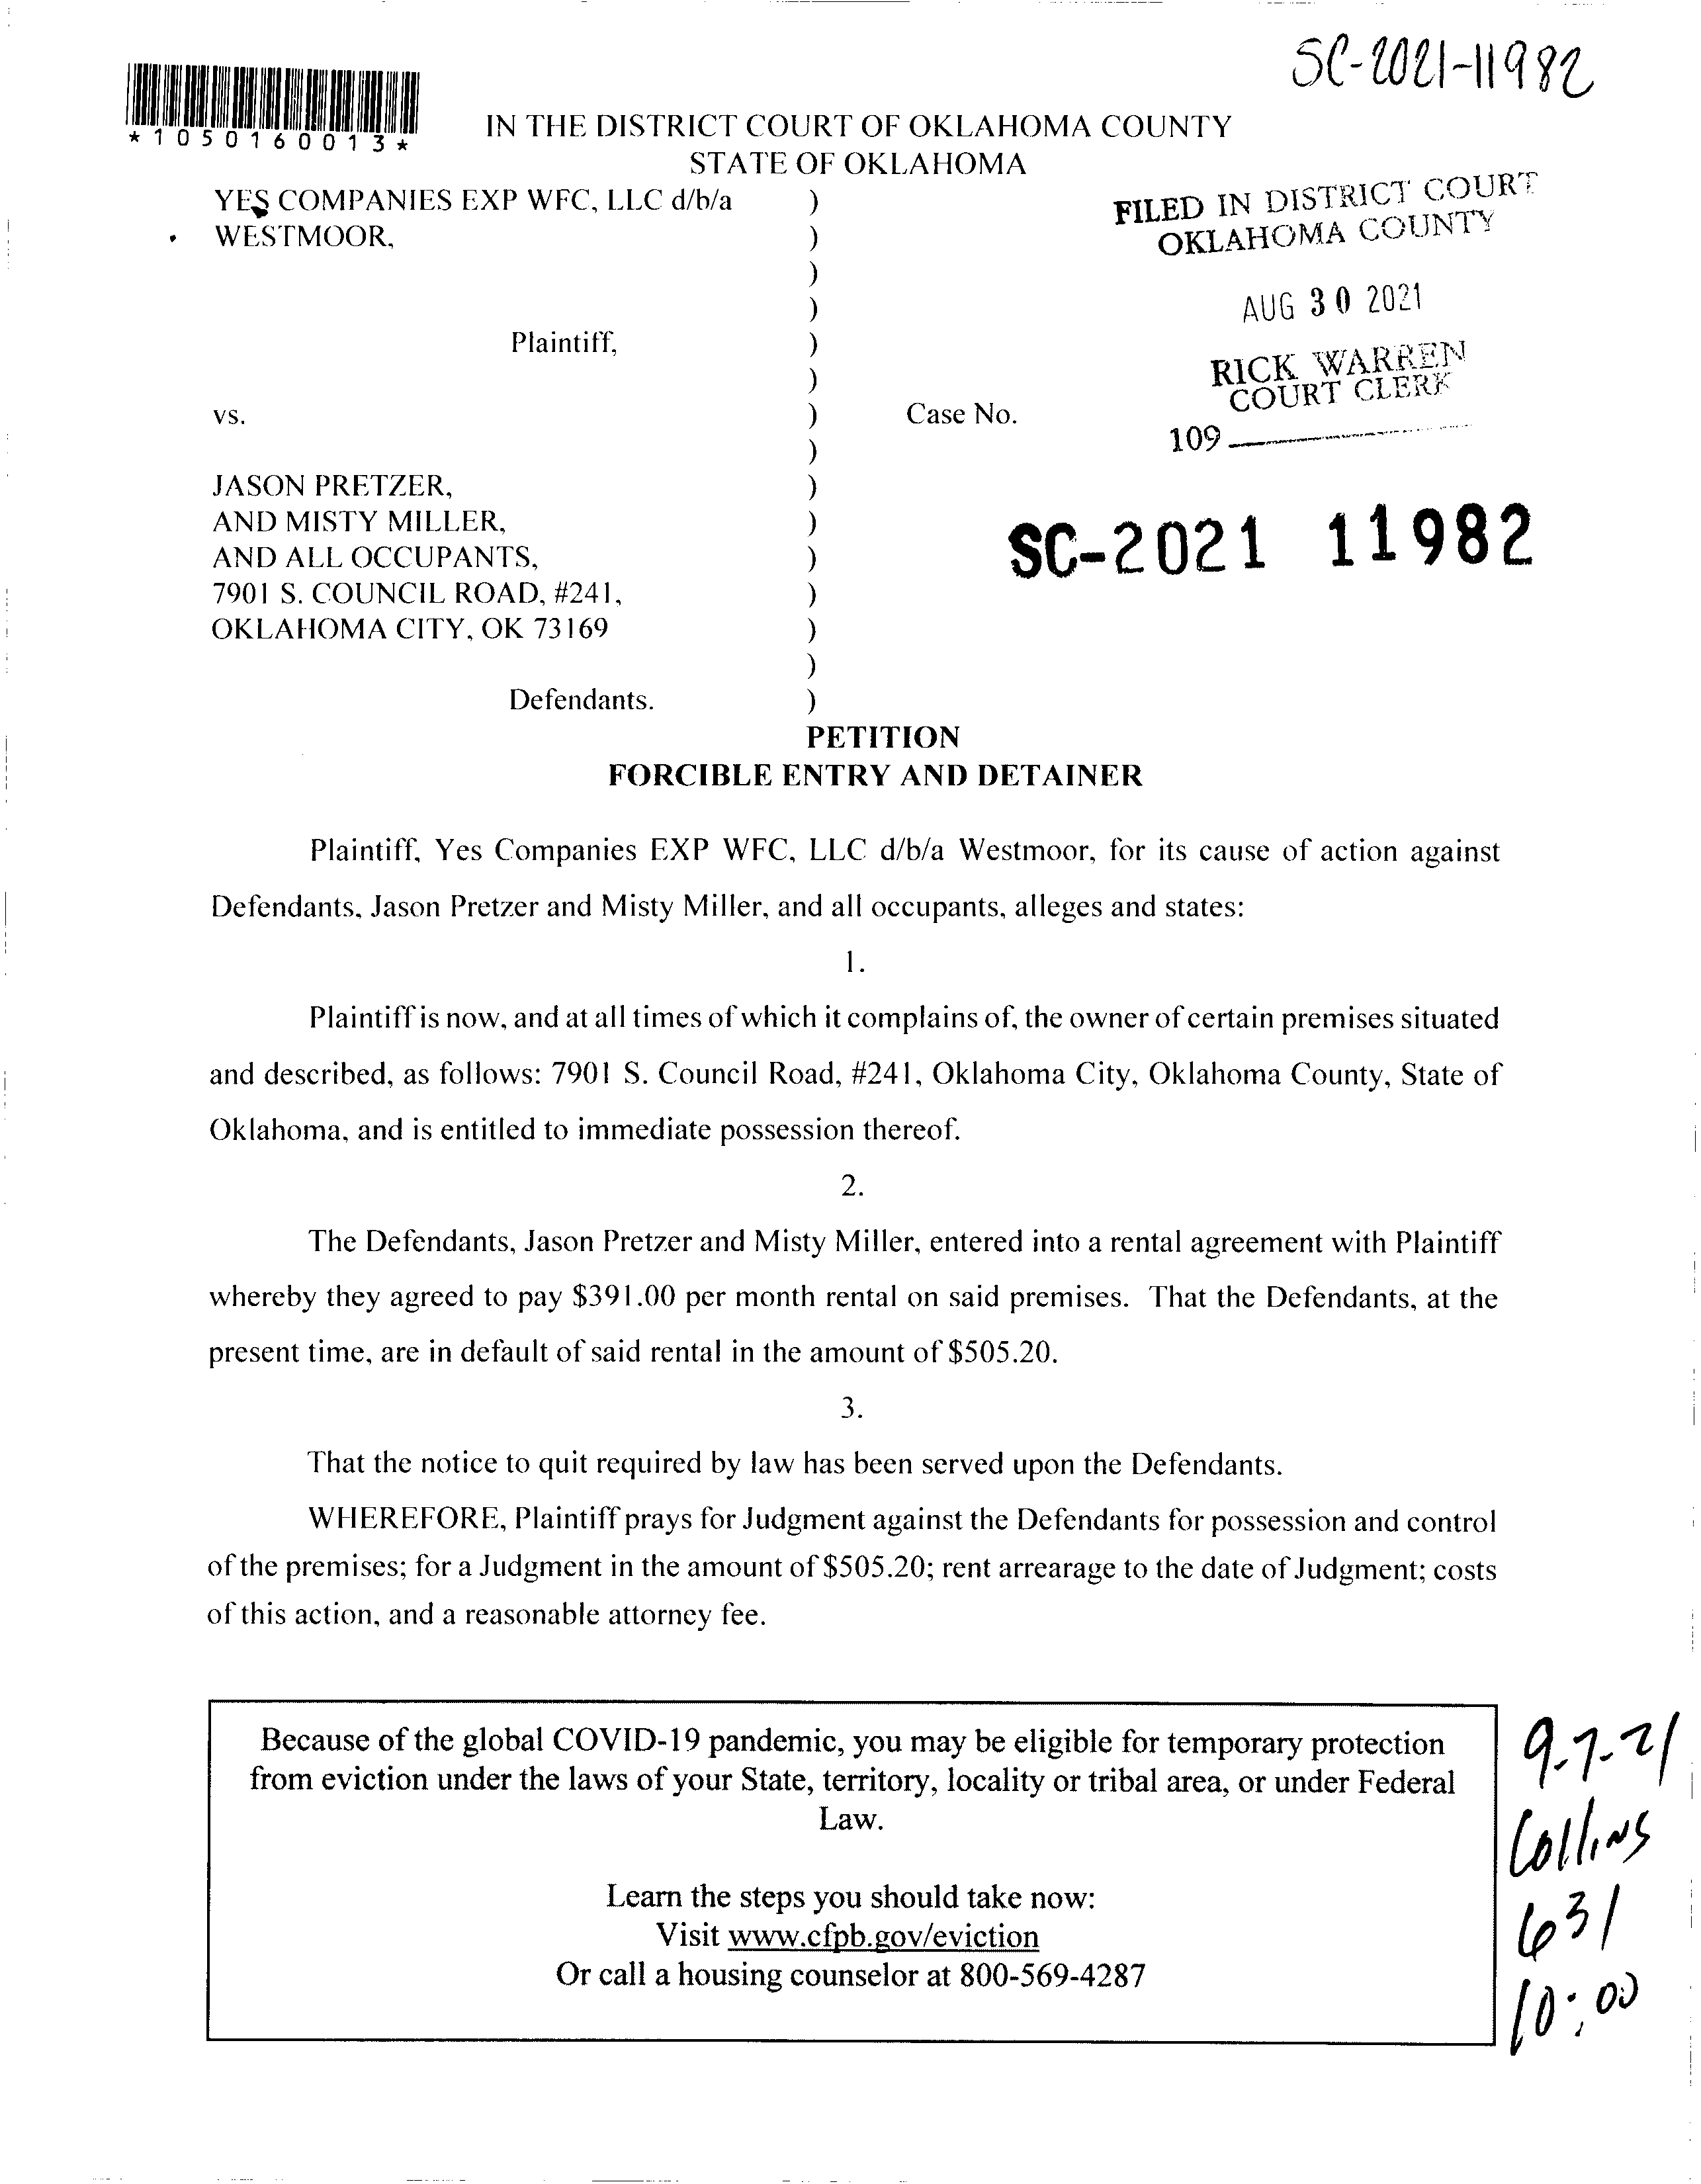 SC-2021-11982
*1050160013*
IN THE DISTRICT COURT OF OKLAHOMA COUNTY
STATE OF OKLAHOMA
YES COMPANIES EXP WFC, LLC d/b/a )
WESTMOOR, )
)
)
Plaintiff, )
)
vs. ) Case No.
)
JASON PRETZER, )
AND MISTY MILLER, )
AND ALL OCCUPANTS, )
7901 S. COUNCIL ROAD, #241, )
OKLAHOMA CITY, OK 73169 )
)
Defendants. )
FILED IN DISTRICT COURT
OKLAHOMA COUNTY
AUG 30 2021
RICK WARREN
COURT CLERK
109
SC-2021 11982
PETITION
FORCIBLE ENTRY AND DETAINER
Plaintiff, Yes Companies EXP WFC, LLC d/b/a Westmoor, for its cause of action against
Defendants, Jason Pretzer and Misty Miller, and all occupants, alleges and states:
1.
Plaintiff is now, and at all times of which it complains of, the owner of certain premises situated
and described, as follows: 7901 S. Council Road, #241, Oklahoma City, Oklahoma County, State of
Oklahoma, and is entitled to immediate possession thereof.
2.
The Defendants, Jason Pretzer and Misty Miller, entered into a rental agreement with Plaintiff
whereby they agreed to pay $391.00 per month rental on said premises. That the Defendants, at the
present time, are in default of said rental in the amount of $505.20.
3.
That the notice to quit required by law has been served upon the Defendants.
WHEREFORE, Plaintiff prays for Judgment against the Defendants for possession and control
of the premises; for a Judgment in the amount of $505.20; rent arrearage to the date of Judgment; costs
of this action, and a reasonable attorney fee.
Because of the global COVID-19 pandemic, you may be eligible for temporary protection
from eviction under the laws of your State, territory, locality or tribal area, or under Federal
Law.
Learn the steps you should take now:
Visit www.cfpb.gov/eviction
Or call a housing counselor at 800-569-4287
9-7-21
Collins
631
10:00